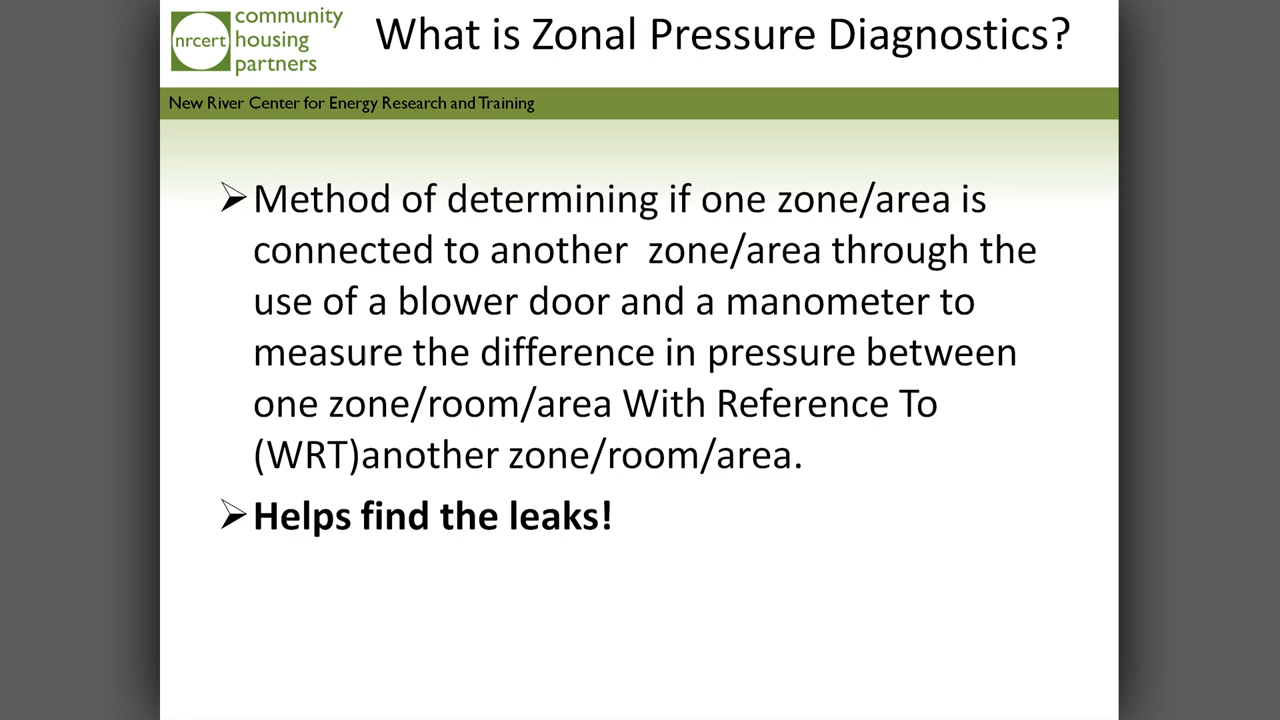 community
housing
partners
nrcert
What is Zonal Pressure Diagnostics?
New River Center for Energy Research and Training
➢Method of determining if one zone/area is
connected to another  zone/area through the
use of a blower door and a manometer to
measure the difference in pressure between
one zone/room/area With Reference To
(WRT)another zone/room/area.
➢Helps find the leaks!